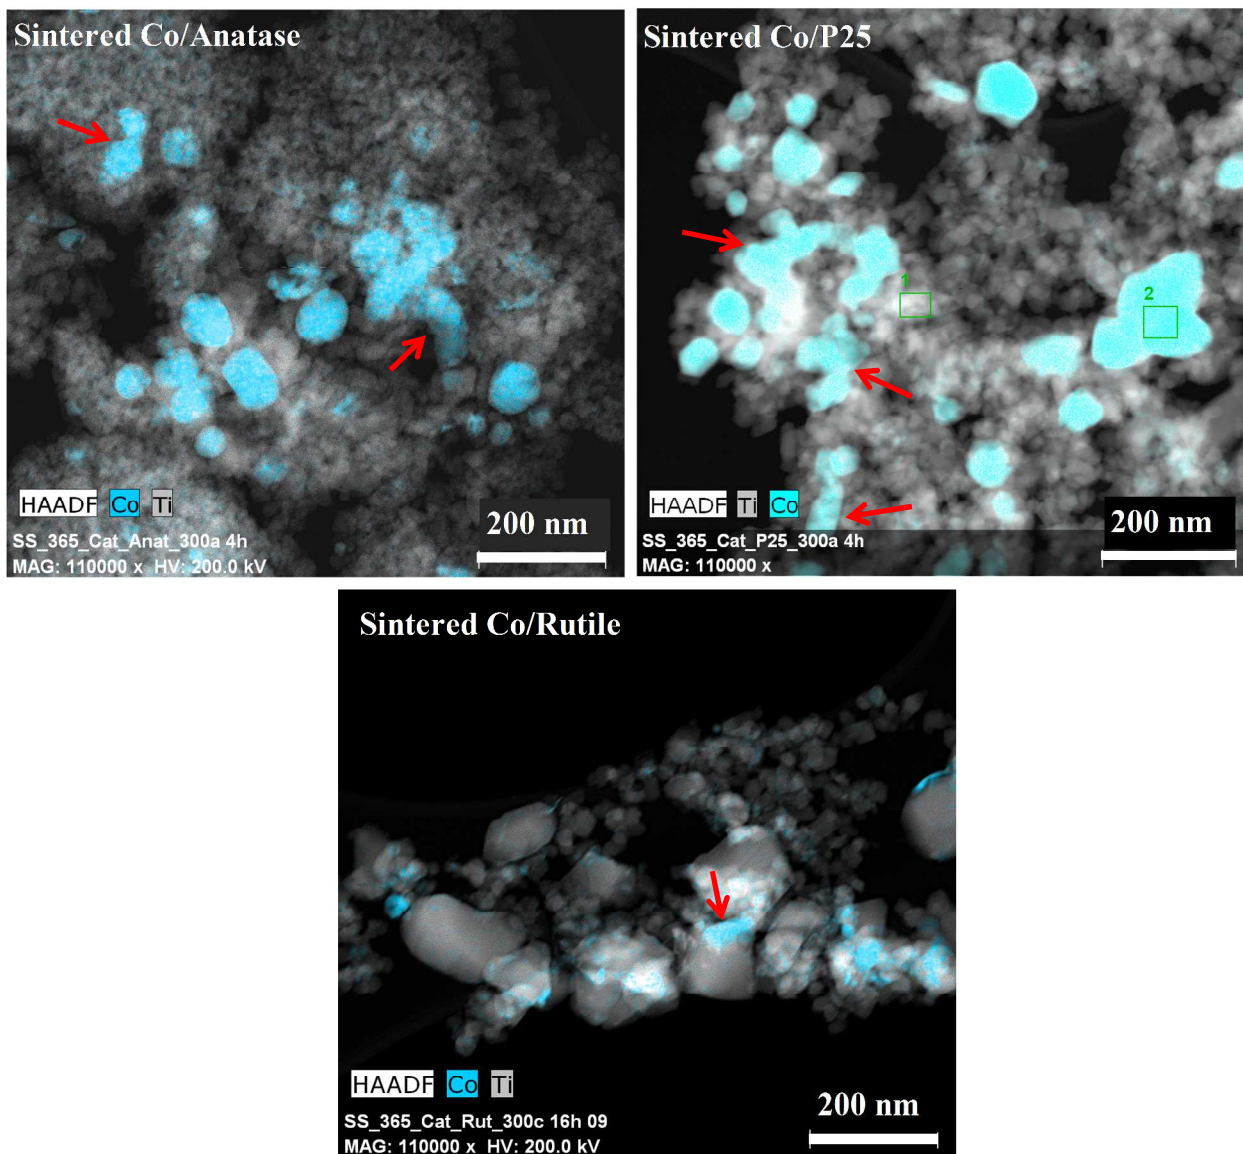 Sintered Co/Anatase
HAADF Co Ti
200 nm
SS_365_Cat_Anat_300a 4h
MAG: 110000 x HV: 200.0 kV
Sintered Co/P25
1
2
HAADF Ti Co
200 nm
SS_365_Cat_P25_300a 4h
MAG: 110000 x
Sintered Co/Rutile
HAADF Co Ti
200 nm
SS_365_Cat_Rut_300c 16h 09
MAG: 110000 x HV: 200.0 kV